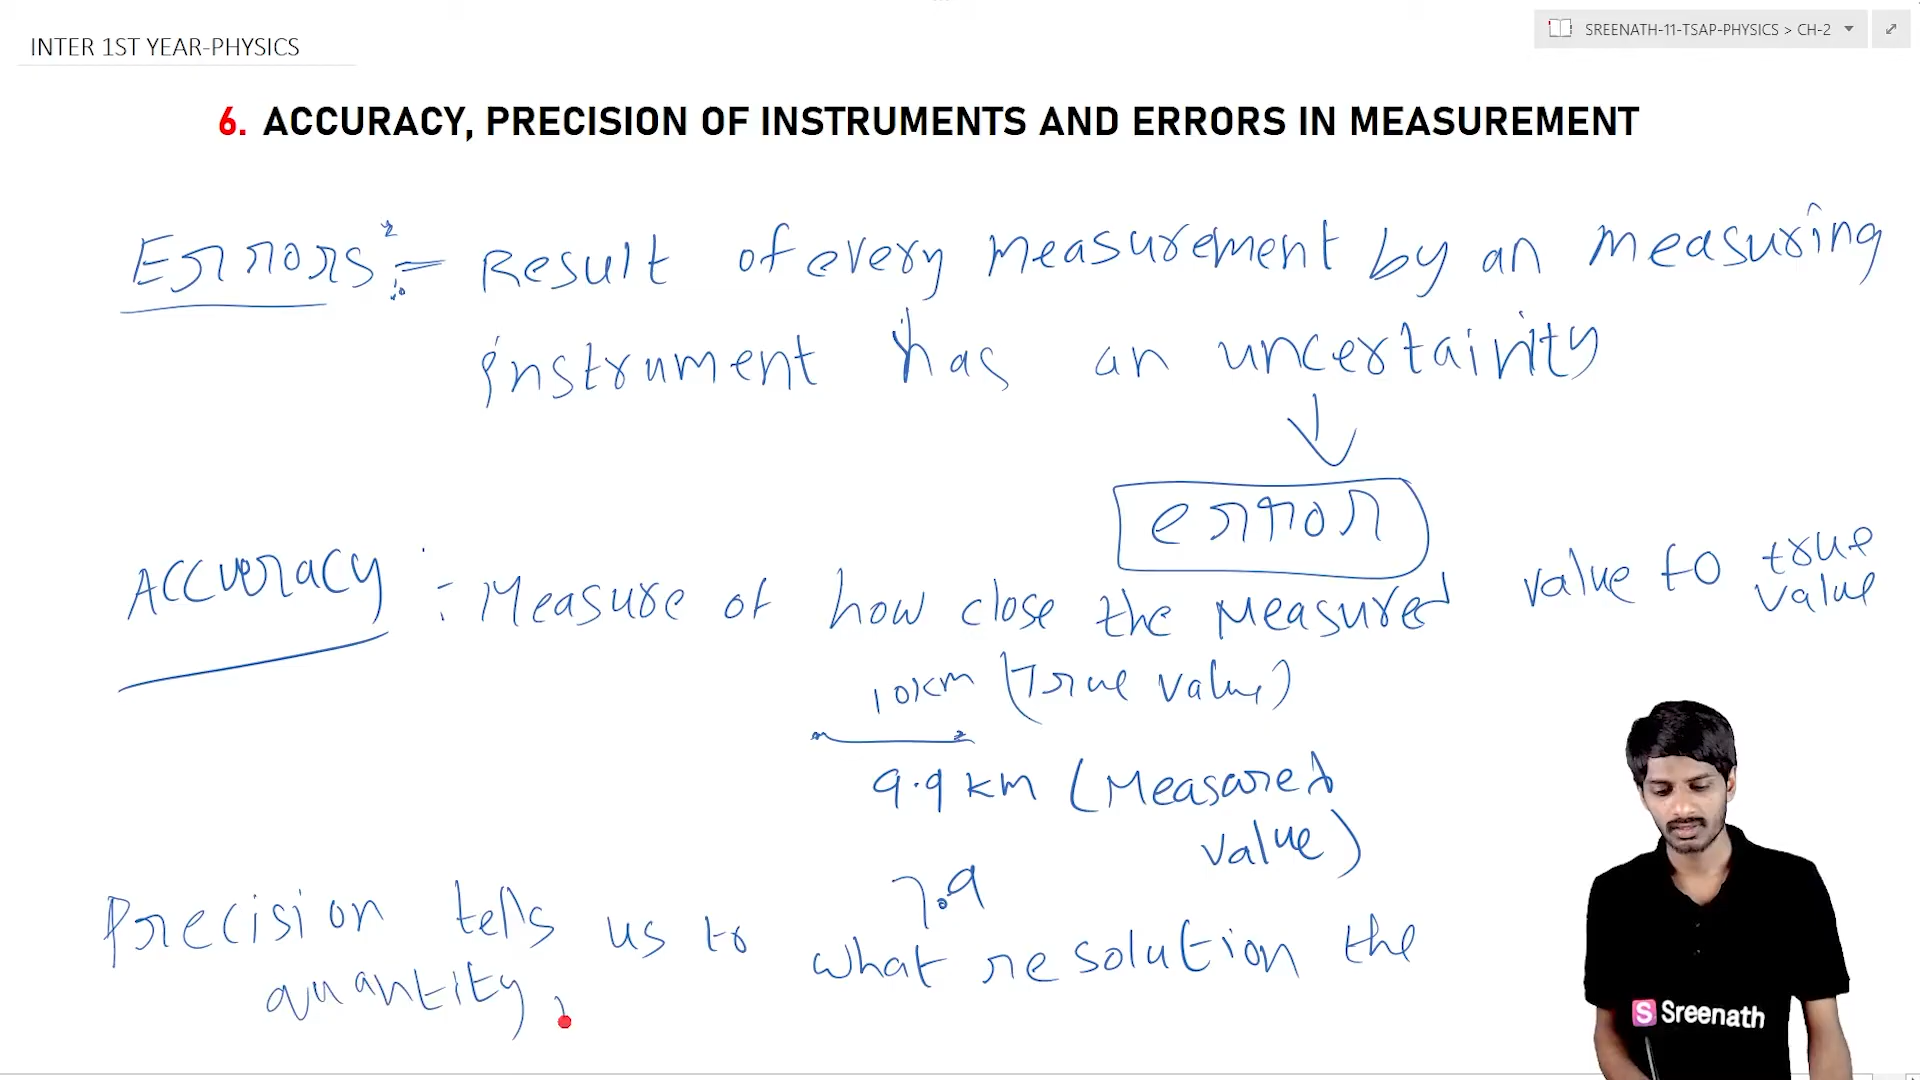 INTER 1ST YEAR-PHYSICS
SREENATH-11-TSAP-PHYSICS > CH-2
6. ACCURACY, PRECISION OF INSTRUMENTS AND ERRORS IN MEASUREMENT
Errors :- Result of every measurement by an measuring
instrument has an uncertainity
error
Accuracy :- Measure of how close the Measured value to true
value
10km (True value)
9.9 km (Measured
value)
7.9
Precision tells us to what resolution the
quantity
S Sreenath